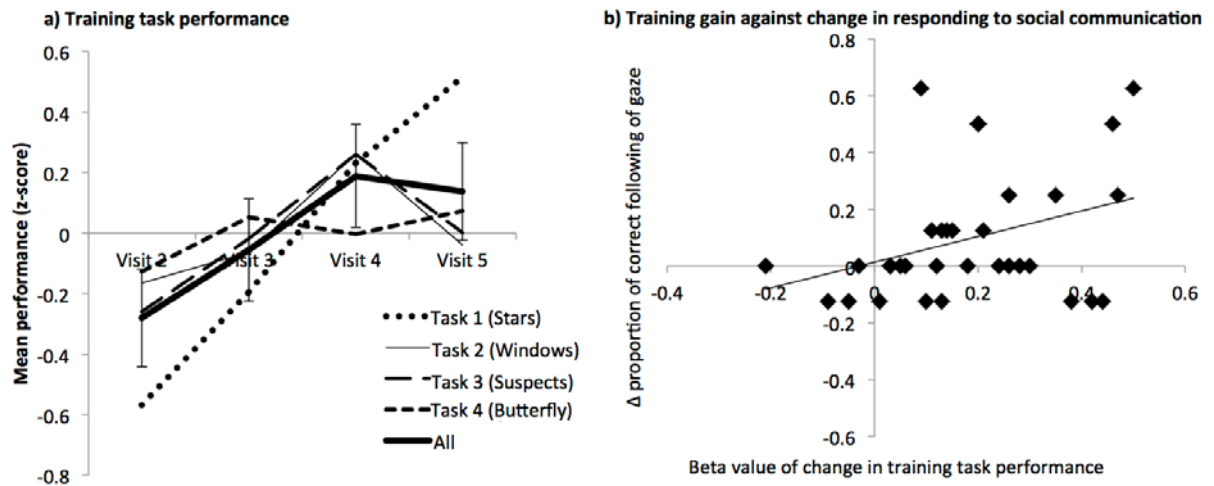 a) Training task performance
0.6
0.4
0.2
0
-0.2
-0.4
-0.6
-0.8
Mean performance (z-score)
Visit 2
Visit 3
Visit 4
Visit 5
Task 1 (Stars)
Task 2 (Windows)
Task 3 (Suspects)
Task 4 (Butterfly)
All
b) Training gain against change in responding to social communication
0.8
0.6
0.4
0.2
0
-0.2
-0.4
-0.6
-0.4
-0.2
0
0.2
0.4
0.6
Δ proportion of correct following of gaze
Beta value of change in training task performance